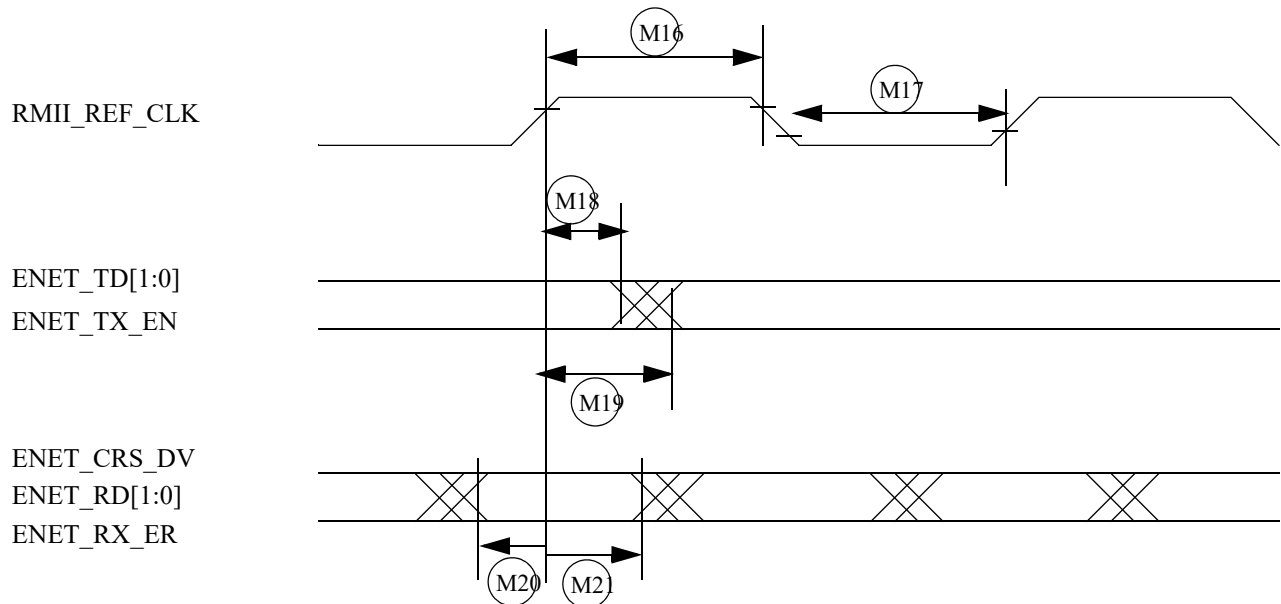 M16
M17
RMII_REF_CLK
M18
ENET_TD[1:0]
ENET_TX_EN
M19
ENET_CRS_DV
ENET_RD[1:0]
ENET_RX_ER
M20
M21